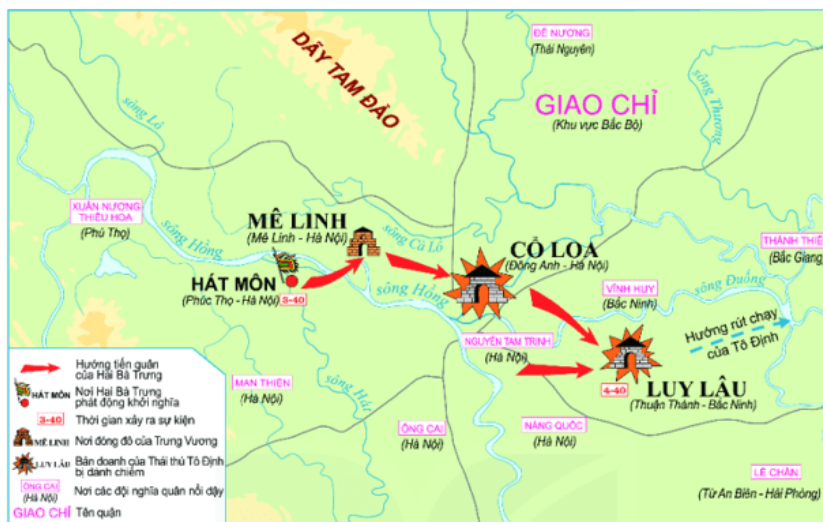 ĐÊ NƯƠNG
(Thái Nguyên)
DÃY TAM ĐẢO
GIAO CHỈ
(Khu vực Bắc Bộ)
sông Thương
sông Lô
XUÂN NƯƠNG
THIỀU HOA
(Phú Thọ)
sông Hồng
MÊ LINH
(Mê Linh - Hà Nội)
sông Cà Lồ
CỔ LOA
(Đông Anh - Hà Nội)
THÁNH THIÊ
(Bắc Giang)
HÁT MÔN
(Phúc Thọ - Hà Nội)
3-40
sông Hồng
VĨNH HUY
(Bắc Ninh)
sông Đuống
Hướng rút chạy
của Tô Định
NGUYỄN TAM TRINH
(Hà Nội)
MAN THIỆN
(Hà Nội)
sông Hát
4-40
LUY LÂU
(Thuận Thành - Bắc Ninh)
ÔNG CAI
(Hà Nội)
NÀNG QUỐC
(Hà Nội)
LÊ CHÂN
(Từ An Biên - Hải Phòng)
Hướng tiến quân
của Hai Bà Trưng
HÁT MÔN
Nơi Hai Bà Trưng
phát động khởi nghĩa
3-40
Thời gian xảy ra sự kiện
MÊ LINH
Nơi đóng đô của Trưng Vương
LUY LÂU
Bản doanh của Thái thú Tô Định
bị đánh chiếm
ÔNG CAI
(Hà Nội)
Nơi các đội nghĩa quân nổi dậy
GIAO CHỈ
Tên quận